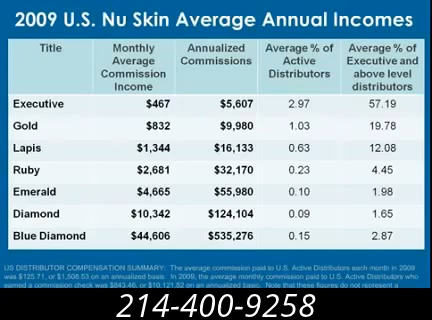 2009 U.S. Nu Skin Average Annual Incomes
Title Monthly Average Commission Income Annualized Commissions Average % of Active Distributors Average % of Executive and above level distributors
Executive $467 $5,607 2.97 57.19
Gold $832 $9,980 1.03 19.78
Lapis $1,344 $16,133 0.63 12.08
Ruby $2,681 $32,170 0.23 4.45
Emerald $4,665 $55,980 0.10 1.98
Diamond $10,342 $124,104 0.09 1.65
Blue Diamond $44,606 $535,276 0.15 2.87
US DISTRIBUTOR COMPENSATION SUMMARY: The average commission paid to U.S. Active Distributors each month in 2009
was $125.71, or $1,508.53 on an annualized basis. In 2009, the average monthly commission paid to U.S. Active Distributors who
earned a commission check was $843.46, or $10,121.52 on an annualized basis. Note that these figures do not represent a
214-400-9258